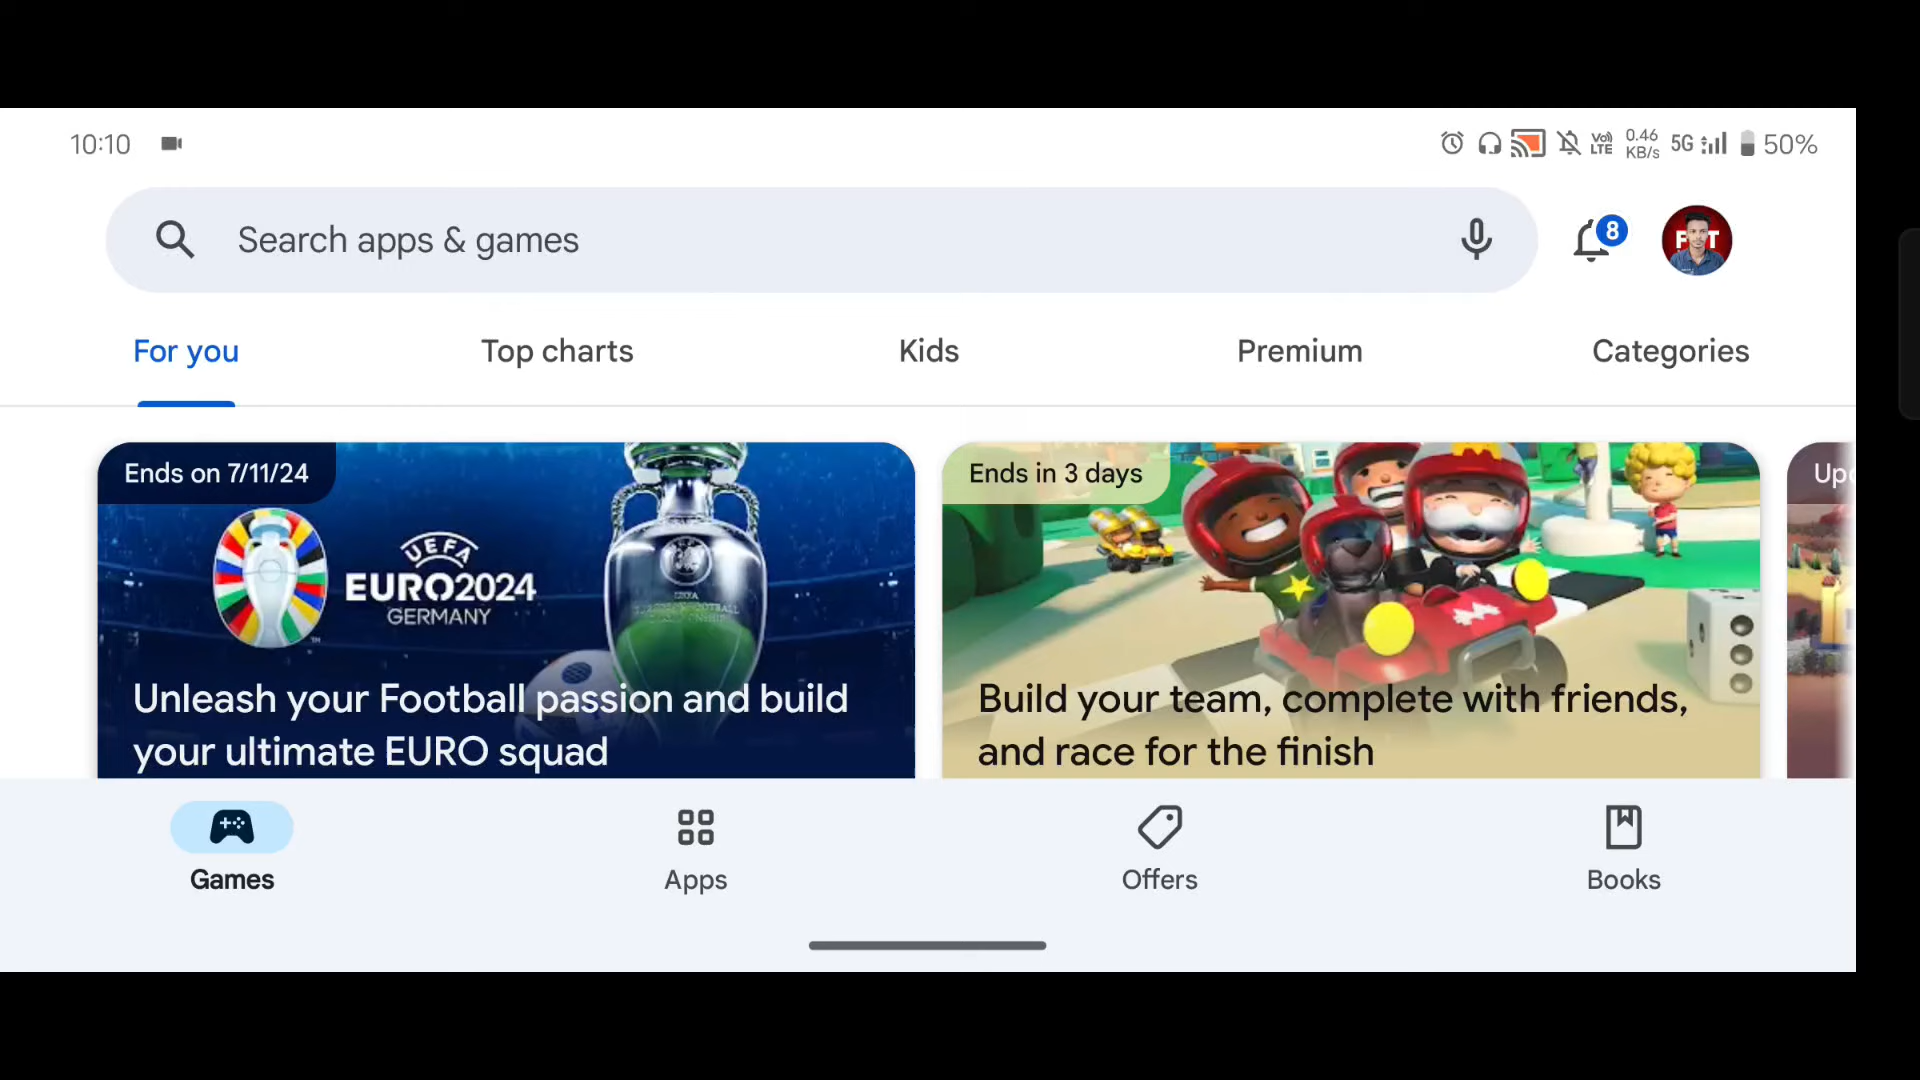 10:10
Vo)) LTE 0.46 KB/s 5G 50%
Search apps & games
8
For you Top charts Kids Premium Categories
Ends on 7/11/24
UEFA
EURO2024
GERMANY
Unleash your Football passion and build
your ultimate EURO squad
Ends in 3 days
Build your team, complete with friends,
and race for the finish
Games Apps Offers Books